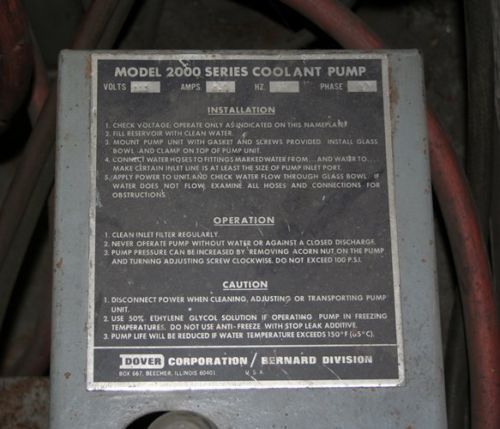 MODEL 2000 SERIES COOLANT PUMP
VOLTS AMPS HZ. PHASE
INSTALLATION
1. CHECK VOLTAGE; OPERATE ONLY AS INDICATED ON THIS NAMEPLATE.
2. FILL RESERVOIR WITH CLEAN WATER.
3. MOUNT PUMP UNIT WITH GASKET AND SCREWS PROVIDED. INSTALL GLASS
BOWL AND CLAMP ON TOP OF PUMP UNIT.
4. CONNECT WATER HOSES TO FITTINGS MARKED WATER FROM... AND WATER TO...
MAKE CERTAIN INLET LINE IS AT LEAST THE SIZE OF PUMP INLET PORT.
5. APPLY POWER TO UNIT AND CHECK WATER FLOW THROUGH GLASS BOWL. IF
WATER DOES NOT FLOW, EXAMINE ALL HOSES AND CONNECTIONS FOR
OBSTRUCTIONS.
OPERATION
1. CLEAN INLET FILTER REGULARLY.
2. NEVER OPERATE PUMP WITHOUT WATER OR AGAINST A CLOSED DISCHARGE.
3. PUMP PRESSURE CAN BE INCREASED BY REMOVING ACORN NUT ON THE PUMP
AND TURNING ADJUSTING SCREW CLOCKWISE. DO NOT EXCEED 100 P.S.I.
CAUTION
1. DISCONNECT POWER WHEN CLEANING, ADJUSTING OR TRANSPORTING PUMP
UNIT.
2. USE 50% ETHYLENE GLYCOL SOLUTION IF OPERATING PUMP IN FREEZING
TEMPERATURES. DO NOT USE ANTI-FREEZE WITH STOP LEAK ADDITIVE.
3. PUMP LIFE WILL BE REDUCED IF WATER TEMPERATURE EXCEEDS 150°F (65°C).
DOVER CORPORATION/BERNARD DIVISION
BOX 667, BEECHER, ILLINOIS 60401 U.S.A.